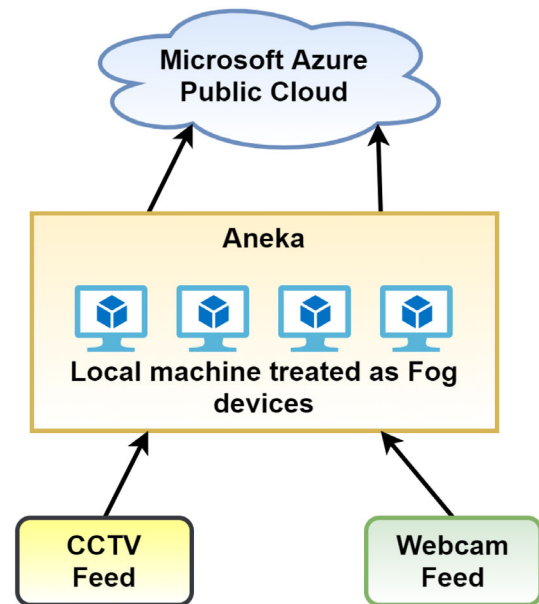 Microsoft Azure
Public Cloud
Aneka
Local machine treated as Fog
devices
CCTV
Feed
Webcam
Feed